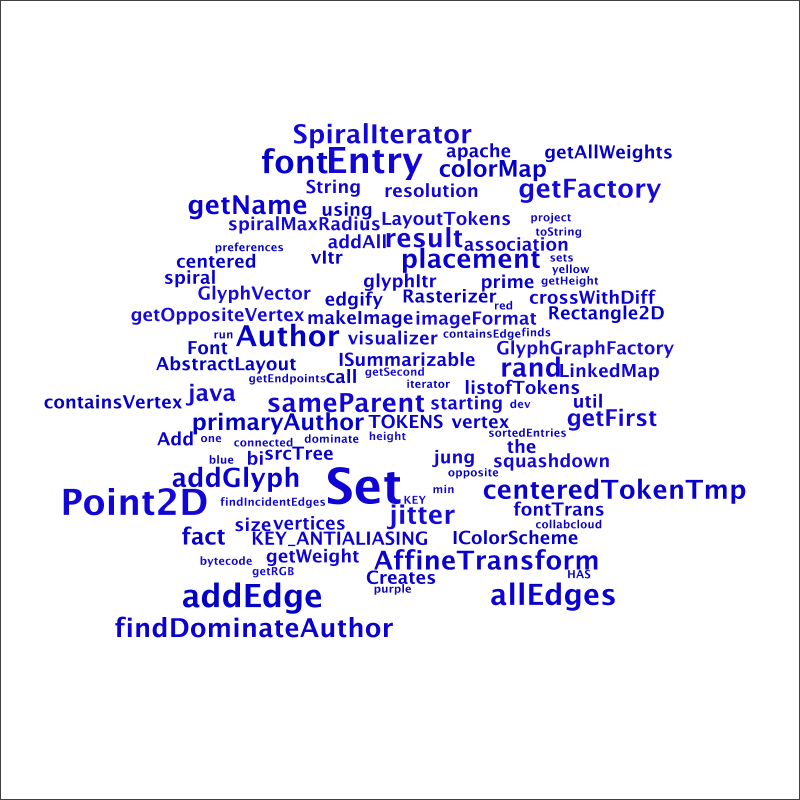 SpiralIterator
fontEntry apache getAllWeights
colorMap
String resolution getFactory
getName using
spiralMaxRadius LayoutTokens project
addAll result association toString
preferences
centered vltr placement sets
yellow
spiral glyphItr prime getHeight
GlyphVector edgify Rasterizer crossWithDiff
red
getOppositeVertex makeImage imageFormat Rectangle2D
run Author visualizer containsEdge finds
Font GlyphGraphFactory
AbstractLayout ISummarizable rand LinkedMap
getEndpoints call getSecond
iterator listofTokens
containsVertex java sameParent starting dev util
primaryAuthor TOKENS vertex getFirst
Add one connected dominate height sortedEntries
the
blue bi srcTree jung squashdown
addGlyph opposite
Point2D findIncidentEdges Set KEY min centeredTokenTmp
jitter fontTrans
size vertices collabcloud
fact KEY_ANTIALIASING IColorScheme
bytecode getWeight AffineTransform
getRGB Creates HAS
purple
addEdge allEdges
findDominateAuthor